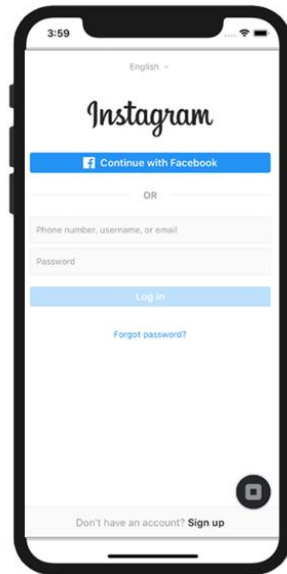 3:59
English
Instagram
Continue with Facebook
OR
Phone number, username, or email
Password
Log in
Forgot password?
Don't have an account? Sign up